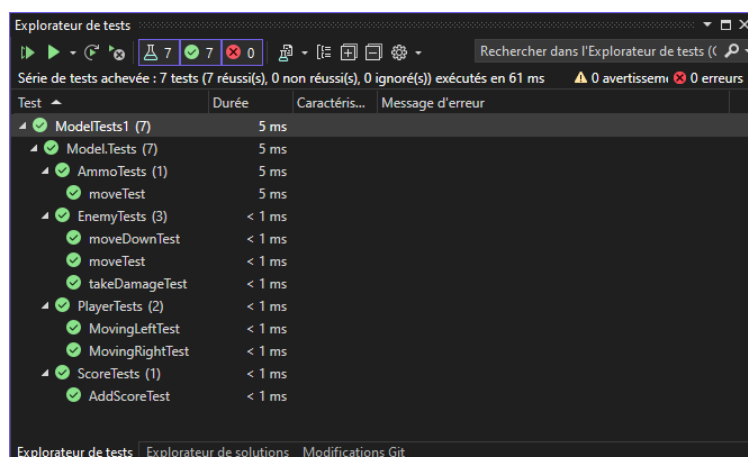 Explorateur de tests
7 7 0 Rechercher dans l'Explorateur de tests ((
Série de tests achevée : 7 tests (7 réussi(s), 0 non réussi(s), 0 ignoré(s)) exécutés en 61 ms 0 avertissem 0 erreurs
Test Durée Caractéris... Message d'erreur
ModelTests1 (7) 5 ms
Model.Tests (7) 5 ms
AmmoTests (1) 5 ms
moveTest 5 ms
EnemyTests (3) < 1 ms
moveDownTest < 1 ms
moveTest < 1 ms
takeDamageTest < 1 ms
PlayerTests (2) < 1 ms
MovingLeftTest < 1 ms
MovingRightTest < 1 ms
ScoreTests (1) < 1 ms
AddScoreTest < 1 ms
Explorateur de tests Explorateur de solutions Modifications Git